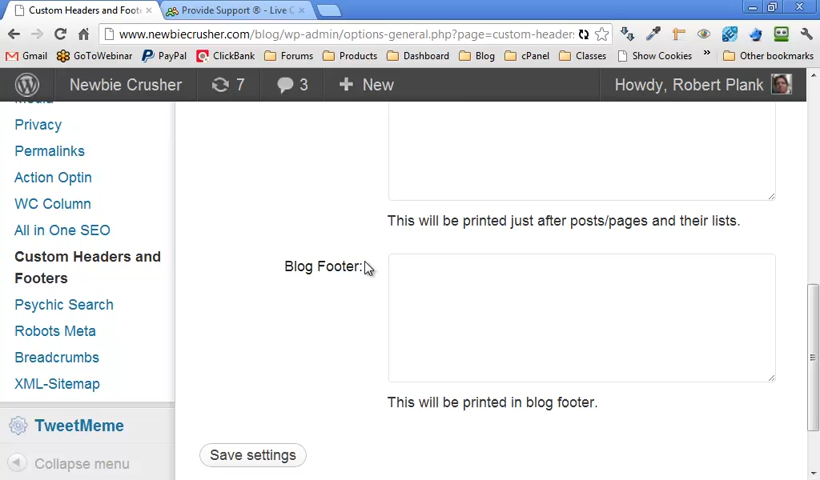 Custom Headers and Foote
Provide Support ® - Live C
www.newbiecrusher.com/blog/wp-admin/options-general.php?page=custom-headers
Gmail GoToWebinar PayPal ClickBank Forums Products Dashboard Blog cPanel Classes Show Cookies » Other bookmarks
Newbie Crusher 7 3 New Howdy, Robert Plank
Media
Privacy
Permalinks
Action Optin
WC Column
All in One SEO
Custom Headers and
Footers
Psychic Search
Robots Meta
Breadcrumbs
XML-Sitemap
TweetMeme
Collapse menu
This will be printed just after posts/pages and their lists.
Blog Footer:
This will be printed in blog footer.
Save settings